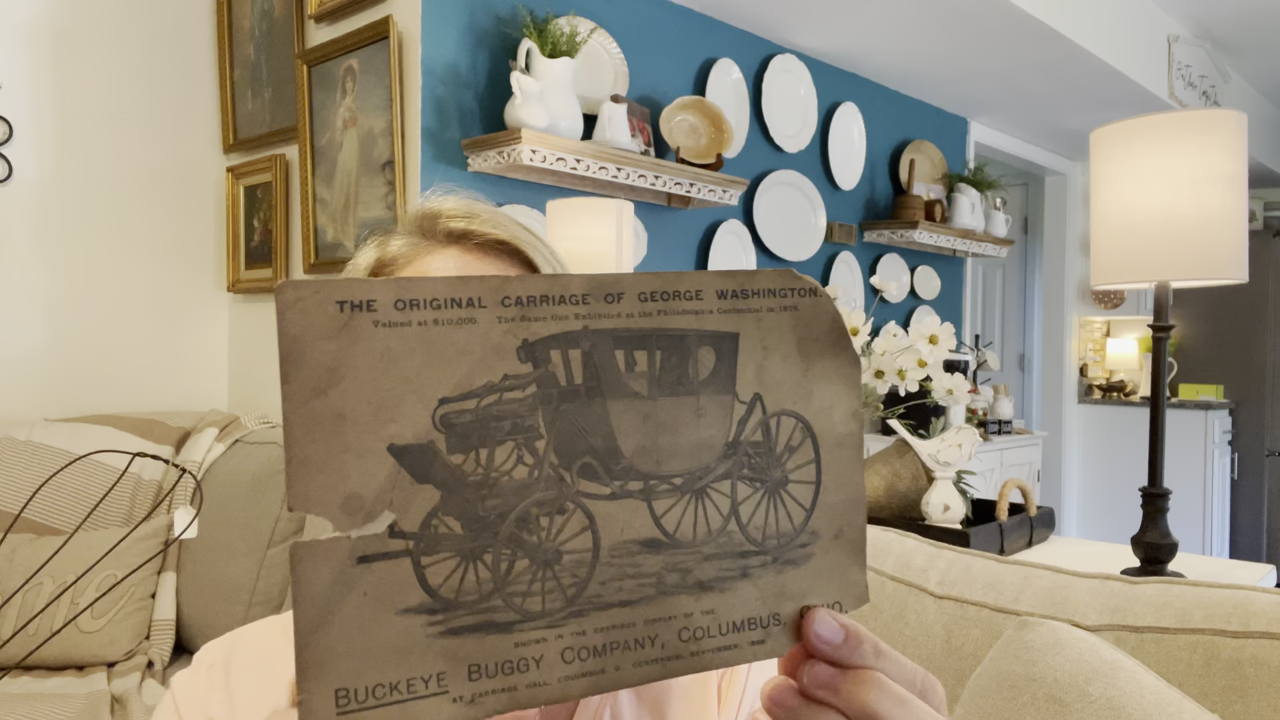 THE ORIGINAL CARRIAGE OF GEORGE WASHINGTON.
Valued at $10,000. The Same One Exhibited at the Philadelphia Centennial in 1876.
SHOWN IN THE CARRIAGE DISPLAY OF THE
BUCKEYE BUGGY COMPANY, COLUMBUS, OHIO,
AT CARRIAGE HALL, COLUMBUS, O. CENTENNIAL, SEPTEMBER, 1888.
me